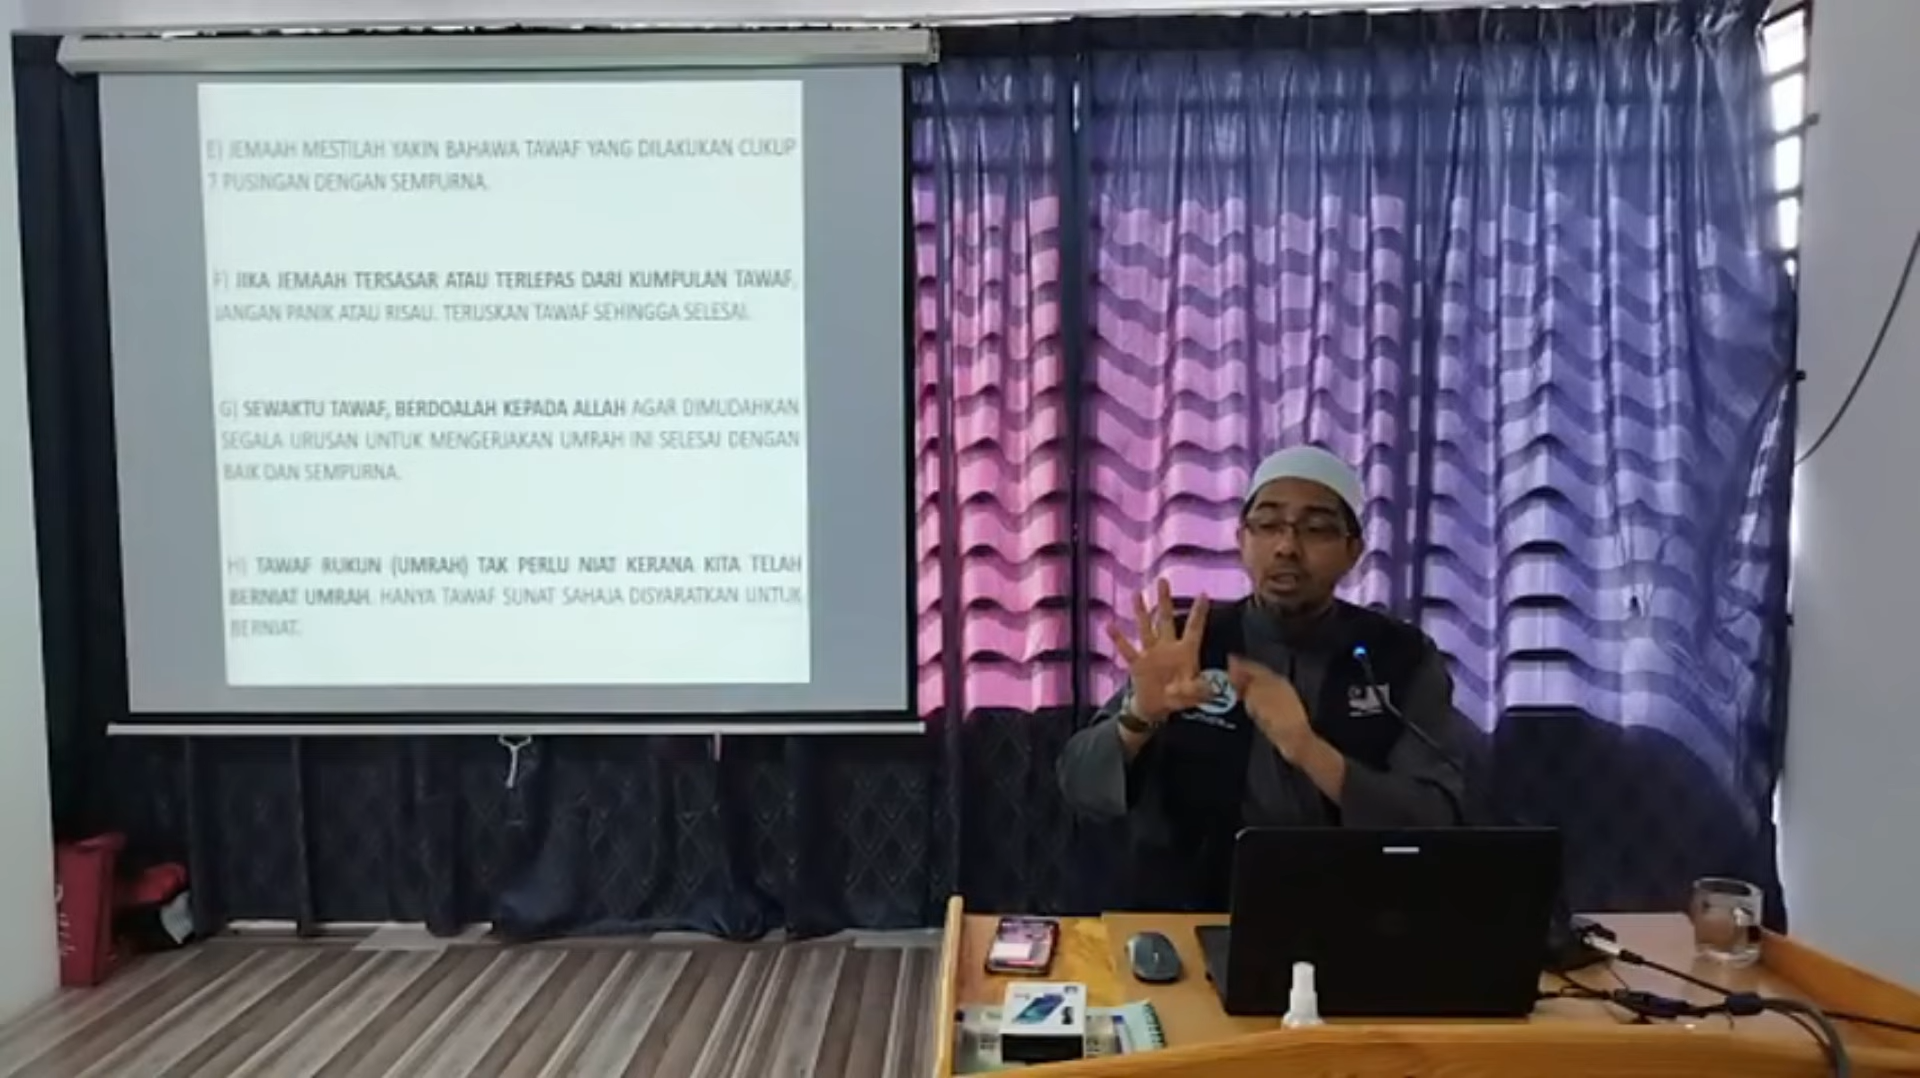 E) JEMAAH MESTILAH YAKIN BAHAWA TAWAF YANG DILAKUKAN CUKUP
7 PUSINGAN DENGAN SEMPURNA.
F) JIKA JEMAAH TERSASAR ATAU TERLEPAS DARI KUMPULAN TAWAF,
JANGAN PANIK ATAU RISAU. TERUSKAN TAWAF SEHINGGA SELESAI.
G) SEWAKTU TAWAF, BERDOALAH KEPADA ALLAH AGAR DIMUDAHKAN
SEGALA URUSAN UNTUK MENGERJAKAN UMRAH INI SELESAI DENGAN
BAIK DAN SEMPURNA.
H) TAWAF RUKUN (UMRAH) TAK PERLU NIAT KERANA KITA TELAH
BERNIAT UMRAH. HANYA TAWAF SUNAT SAHAJA DISYARATKAN UNTUK
BERNIAT.